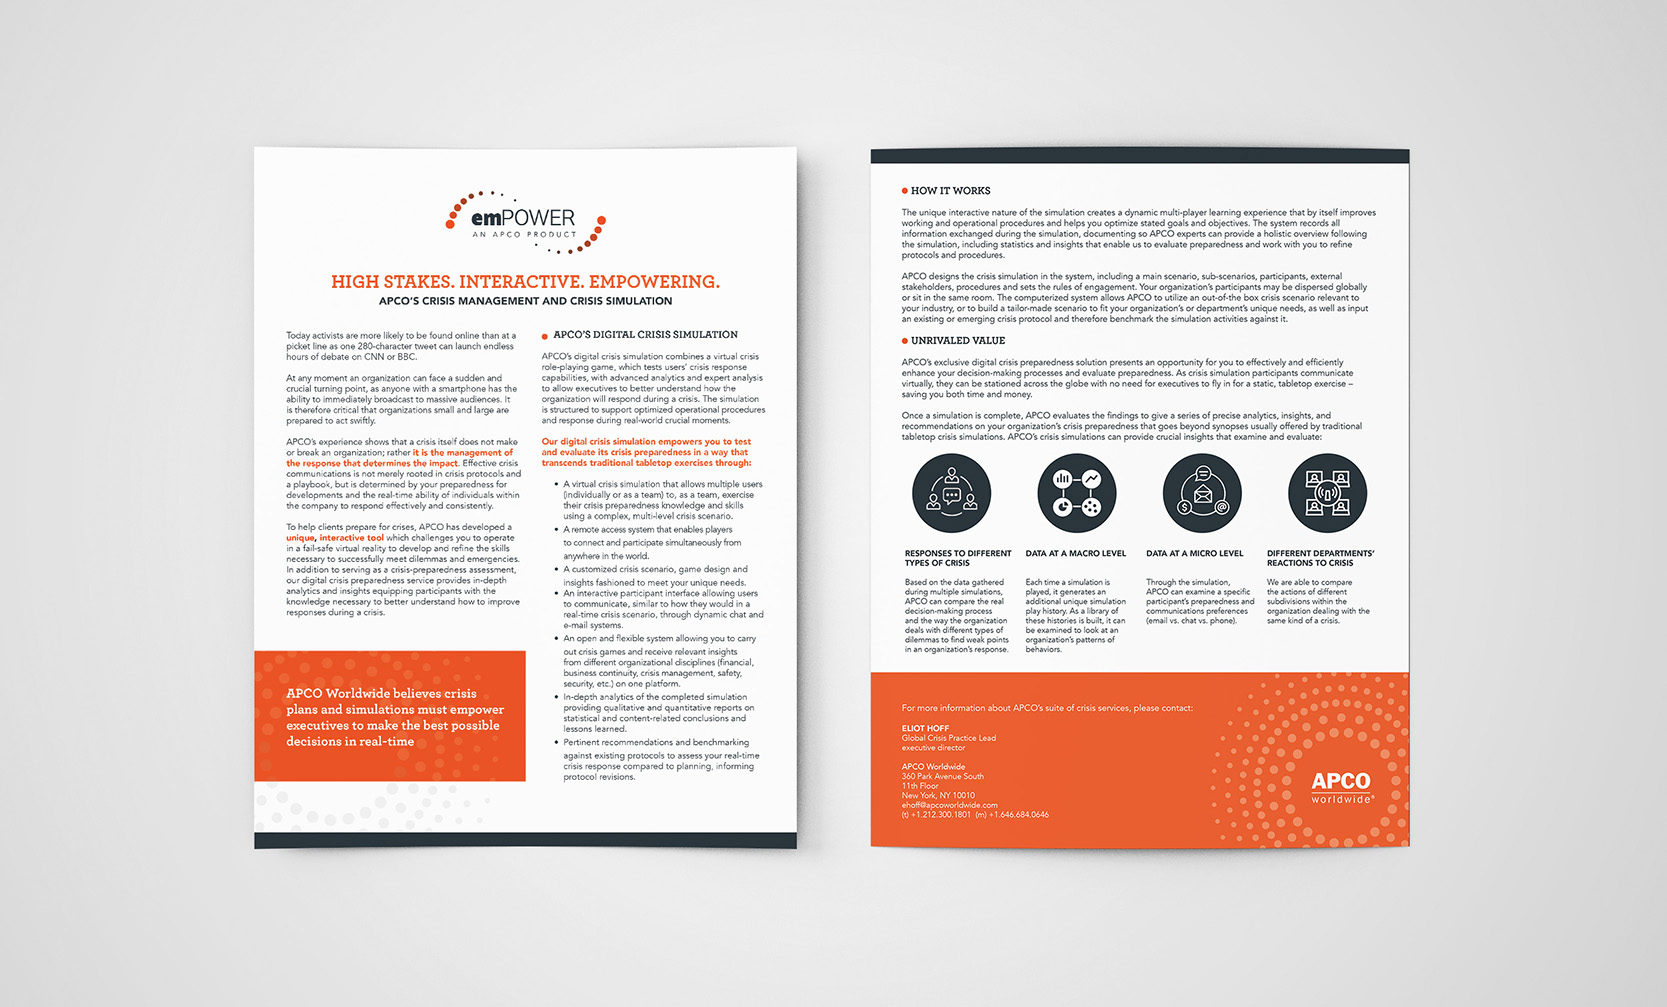 emPOWER
AN APCO PRODUCT
HIGH STAKES. INTERACTIVE. EMPOWERING.
APCO'S CRISIS MANAGEMENT AND CRISIS SIMULATION
Today activists are more likely to be found online than at a
picket line as one 280-character tweet can launch endless
hours of debate on CNN or BBC.
At any moment an organization can face a sudden and
crucial turning point, as anyone with a smartphone has the
ability to immediately broadcast to massive audiences. It
is therefore critical that organizations small and large are
prepared to act swiftly.
APCO's experience shows that a crisis itself does not make
or break an organization; rather it is the management of
the response that determines the impact. Effective crisis
communications is not merely rooted in crisis protocols and
a playbook, but is determined by your preparedness for
developments and the real-time ability of individuals within
the company to respond effectively and consistently.
To help clients prepare for crises, APCO has developed a
unique, interactive tool which challenges you to operate
in a fail-safe virtual reality to develop and refine the skills
necessary to successfully meet dilemmas and emergencies.
In addition to serving as a crisis-preparedness assessment,
our digital crisis preparedness service provides in-depth
analytics and insights equipping participants with the
knowledge necessary to better understand how to improve
responses during a crisis.
APCO Worldwide believes crisis
plans and simulations must empower
executives to make the best possible
decisions in real-time
• APCO'S DIGITAL CRISIS SIMULATION
APCO's digital crisis simulation combines a virtual crisis
role-playing game, which tests users' crisis response
capabilities, with advanced analytics and expert analysis
to allow executives to better understand how the
organization will respond during a crisis. The simulation
is structured to support optimized operational procedures
and response during real-world crucial moments.
Our digital crisis simulation empowers you to test
and evaluate its crisis preparedness in a way that
transcends traditional tabletop exercises through:
• A virtual crisis simulation that allows multiple users
(individually or as a team) to, as a team, exercise
their crisis preparedness knowledge and skills
using a complex, multi-level crisis scenario.
• A remote access system that enables players
to connect and participate simultaneously from
anywhere in the world.
• A customized crisis scenario, game design and
insights fashioned to meet your unique needs.
• An interactive participant interface allowing users
to communicate, similar to how they would in a
real-time crisis scenario, through dynamic chat and
e-mail systems.
• An open and flexible system allowing you to carry
out crisis games and receive relevant insights
from different organizational disciplines (financial,
business continuity, crisis management, safety,
security, etc.) on one platform.
• In-depth analytics of the completed simulation
providing qualitative and quantitative reports on
statistical and content-related conclusions and
lessons learned.
• Pertinent recommendations and benchmarking
against existing protocols to assess your real-time
crisis response compared to planning, informing
protocol revisions.
• HOW IT WORKS
The unique interactive nature of the simulation creates a dynamic multi-player learning experience that by itself improves
working and operational procedures and helps you optimize stated goals and objectives. The system records all
information exchanged during the simulation, documenting so APCO experts can provide a holistic overview following
the simulation, including statistics and insights that enable us to evaluate preparedness and work with you to refine
protocols and procedures.
APCO designs the crisis simulation in the system, including a main scenario, sub-scenarios, participants, external
stakeholders, procedures and sets the rules of engagement. Your organization's participants may be dispersed globally
or sit in the same room. The computerized system allows APCO to utilize an out-of-the box crisis scenario relevant to
your industry, or to build a tailor-made scenario to fit your organization's or department's unique needs, as well as input
an existing or emerging crisis protocol and therefore benchmark the simulation activities against it.
• UNRIVALED VALUE
APCO's exclusive digital crisis preparedness solution presents an opportunity for you to effectively and efficiently
enhance your decision-making processes and evaluate preparedness. As crisis simulation participants communicate
virtually, they can be stationed across the globe with no need for executives to fly in for a static, tabletop exercise –
saving you both time and money.
Once a simulation is complete, APCO evaluates the findings to give a series of precise analytics, insights, and
recommendations on your organization's crisis preparedness that goes beyond synopses usually offered by traditional
tabletop crisis simulations. APCO's crisis simulations can provide crucial insights that examine and evaluate:
RESPONSES TO DIFFERENT
TYPES OF CRISIS
Based on the data gathered
during multiple simulations,
APCO can compare the real
decision-making process
and the way the organization
deals with different types of
dilemmas to find weak points
in an organization's response.
DATA AT A MACRO LEVEL
Each time a simulation is
played, it generates an
additional unique simulation
play history. As a library of
these histories is built, it can
be examined to look at an
organization's patterns of
behaviors.
$ @
DATA AT A MICRO LEVEL
Through the simulation,
APCO can examine a specific
participant's preparedness and
communications preferences
(email vs. chat vs. phone).
DIFFERENT DEPARTMENTS'
REACTIONS TO CRISIS
We are able to compare
the actions of different
subdivisions within the
organization dealing with the
same kind of a crisis.
For more information about APCO's suite of crisis services, please contact:
ELIOT HOFF
Global Crisis Practice Lead
executive director
APCO Worldwide
360 Park Avenue South
11th Floor
New York, NY 10010
ehoff@apcoworldwide.com
(t) +1.212.300.1801 (m) +1.646.684.0646
APCO
worldwide®